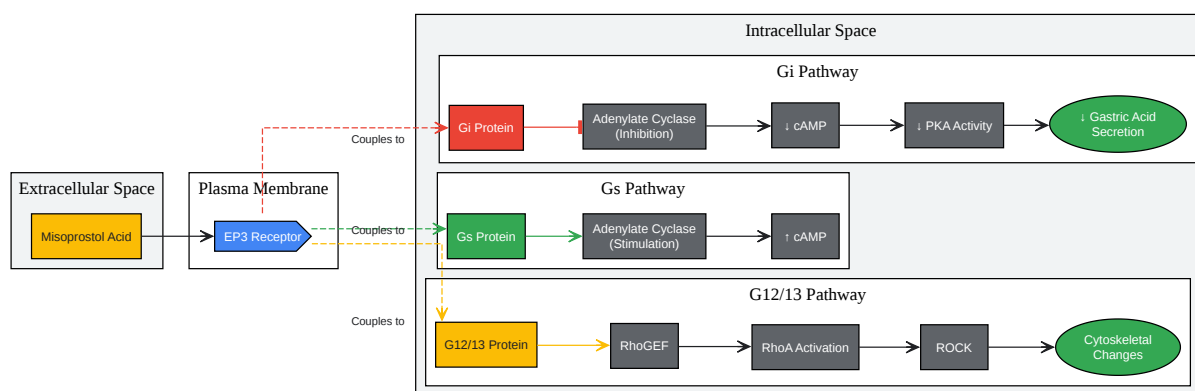 Intracellular Space
Gi Pathway
Couples to
Gi Protein
Adenylate Cyclase
(Inhibition)
↓ cAMP
↓ PKA Activity
↓ Gastric Acid
Secretion
Extracellular Space
Misoprostol Acid
Plasma Membrane
EP3 Receptor
Gs Pathway
Couples to
Gs Protein
Adenylate Cyclase
(Stimulation)
↑ cAMP
G12/13 Pathway
Couples to
G12/13 Protein
RhoGEF
RhoA Activation
ROCK
Cytoskeletal
Changes